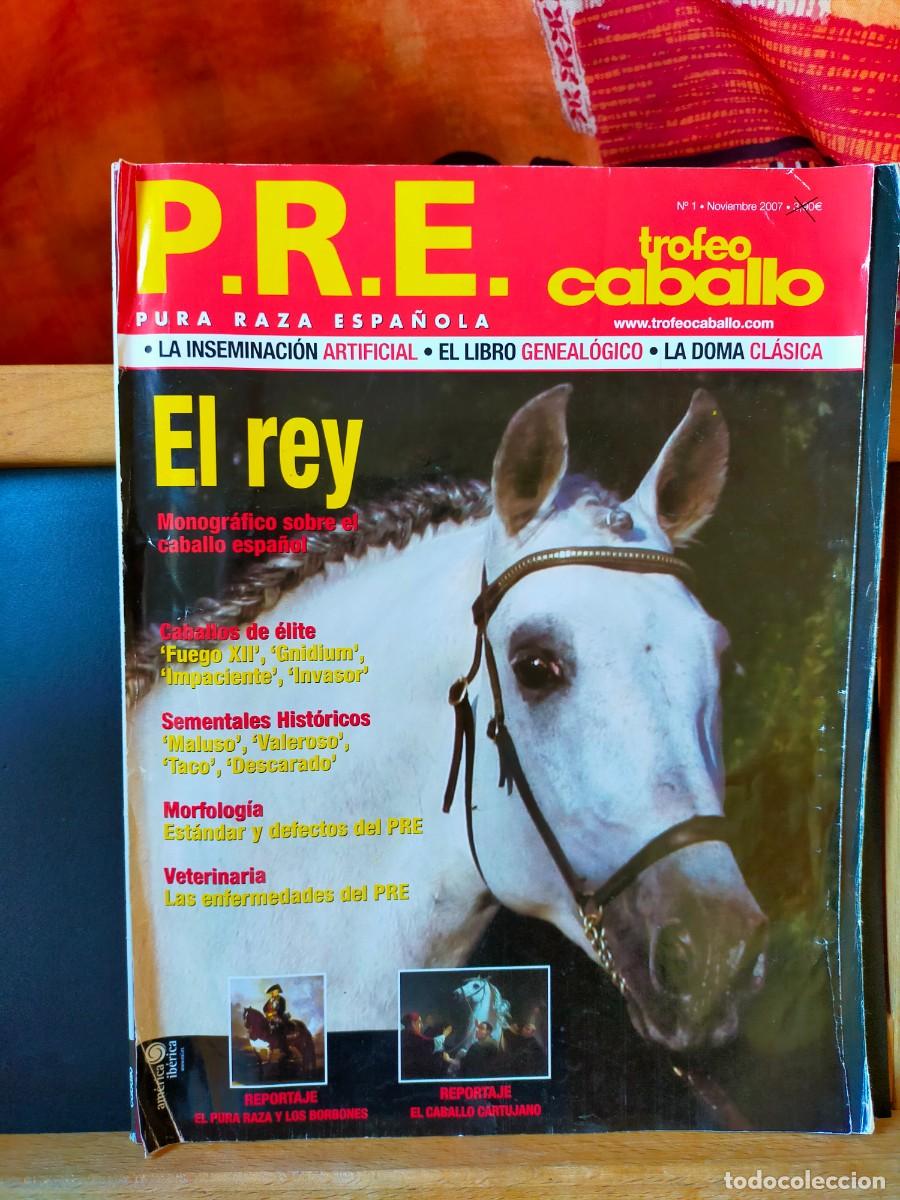 P.R.E.
PURA RAZA ESPAÑOLA
Nº 1 • Noviembre 2007 •
trofeo
caballo
www.trofeocaballo.com
• LA INSEMINACIÓN ARTIFICIAL • EL LIBRO GENEALÓGICO • LA DOMA CLÁSICA
El rey
Monográfico sobre el
caballo español
Caballos de élite
‘Fuego XII’, ‘Gnidium’,
‘Impaciente’, ‘Invasor’
Sementales Históricos
‘Maluso’, ‘Valeroso’,
‘Taco’, ‘Descarado’
Morfología
Estándar y defectos del PRE
Veterinaria
Las enfermedades del PRE
américa
ibérica
REPORTAJE
EL PURA RAZA Y LOS BORBONES
REPORTAJE
EL CABALLO CARTUJANO
todocoleccion